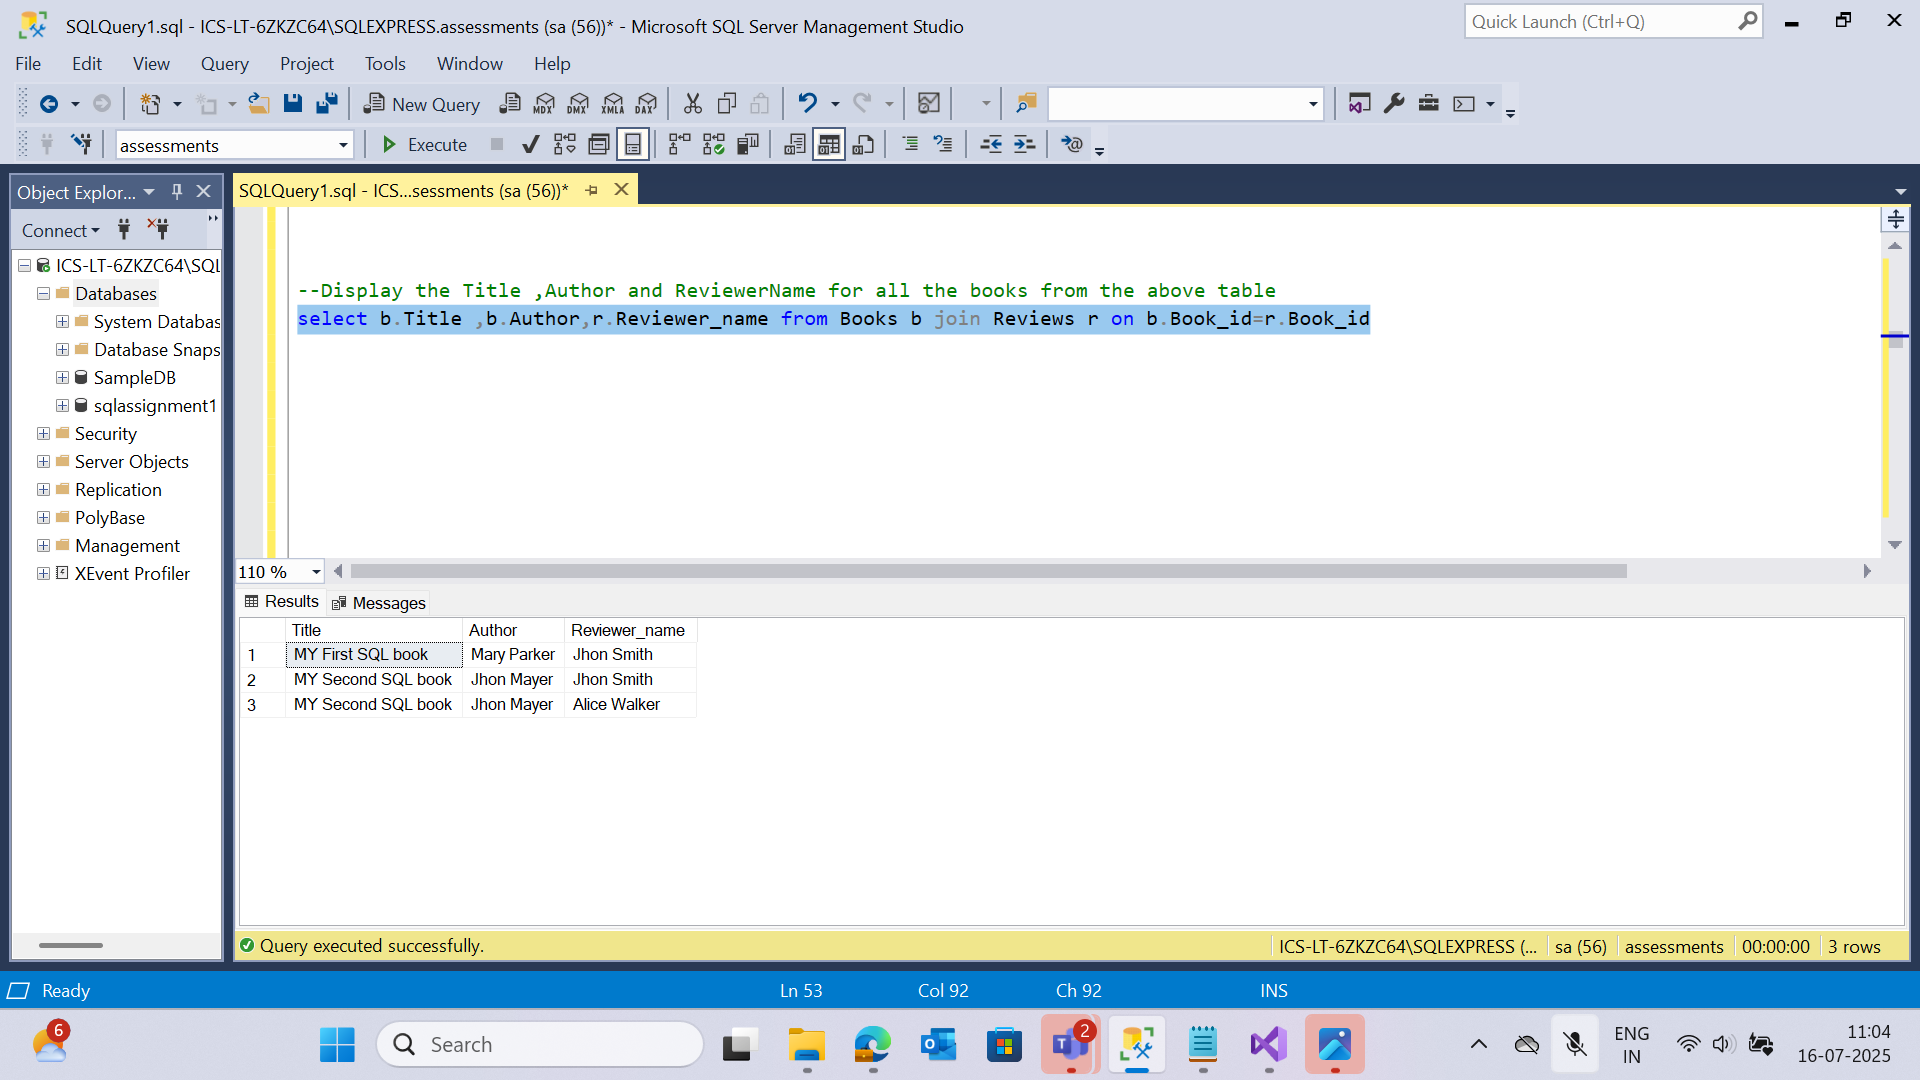 SQLQuery1.sql - ICS-LT-6ZKZC64\SQLEXPRESS.assessments (sa (56))* - Microsoft SQL Server Management Studio
Quick Launch (Ctrl+Q)
File Edit View Query Project Tools Window Help
New Query MDX DMX XMLA DAX
assessments Execute
Object Explor...
SQLQuery1.sql - ICS...sessments (sa (56))*
Connect
ICS-LT-6ZKZC64\SQL
Databases
System Databas
Database Snaps
SampleDB
sqlassignment1
Security
Server Objects
Replication
PolyBase
Management
XEvent Profiler
--Display the Title ,Author and ReviewerName for all the books from the above table
select b.Title ,b.Author,r.Reviewer_name from Books b join Reviews r on b.Book_id=r.Book_id
110 %
Results Messages
Title Author Reviewer_name
1 MY First SQL book Mary Parker Jhon Smith
2 MY Second SQL book Jhon Mayer Jhon Smith
3 MY Second SQL book Jhon Mayer Alice Walker
Query executed successfully. ICS-LT-6ZKZC64\SQLEXPRESS (... sa (56) assessments 00:00:00 3 rows
Ready Ln 53 Col 92 Ch 92 INS
6
Search
2
ENG
IN
11:04
16-07-2025